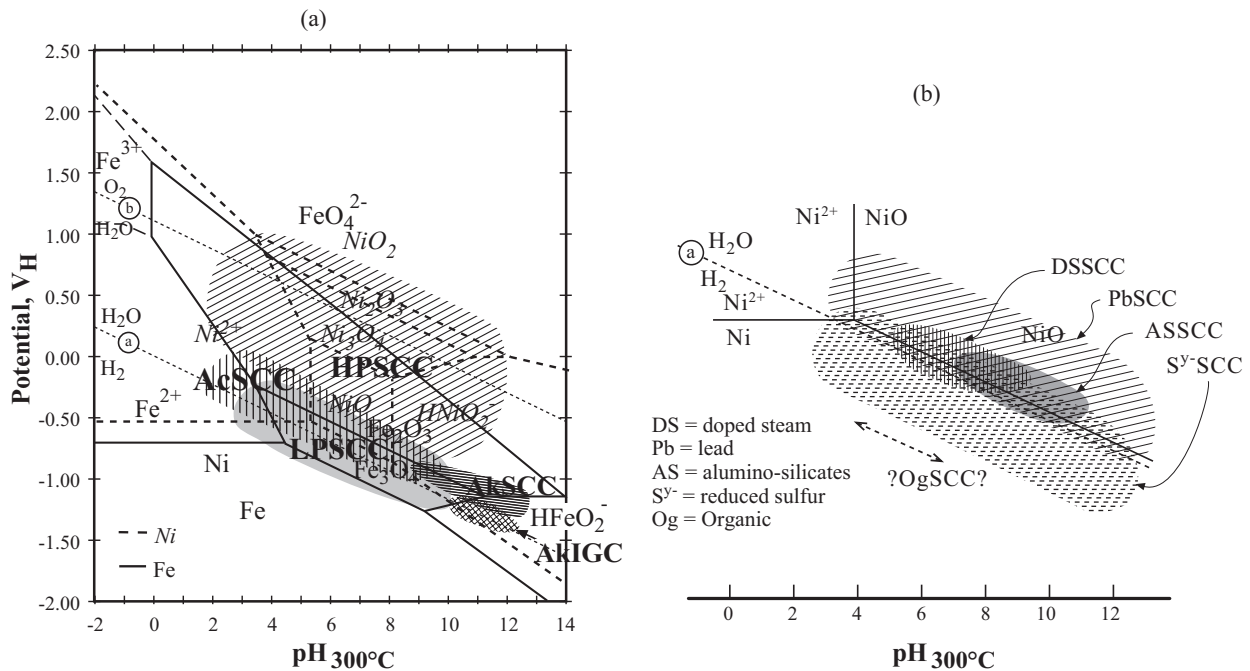 (a)
2.50
2.00
1.50
1.00
0.50
0.00
-0.50
-1.00
-1.50
-2.00
Potential, V_H
Fe³⁺
O₂
b
H₂O
FeO₄²⁻
NiO₂
H₂O
a
H₂
Ni²⁺
Ni₂O₃
Ni₃O₄
HPSCC
AcSCC
Fe²⁺
NiO
HNiO₂⁻
Fe₂O₃
LPSCC
Ni
Fe₃O₄
AkSCC
Fe
HFeO₂⁻
AkIGC
Ni
Fe
-2 0 2 4 6 8 10 12 14
pH 300°C
(b)
Ni²⁺ NiO
a
H₂O
H₂
Ni²⁺
Ni
DSSCC
PbSCC
NiO
ASSCC
S^y-SCC
DS = doped steam
Pb = lead
AS = alumino-silicates
S^y- = reduced sulfur
Og = Organic
?OgSCC?
0 2 4 6 8 10 12
pH 300°C